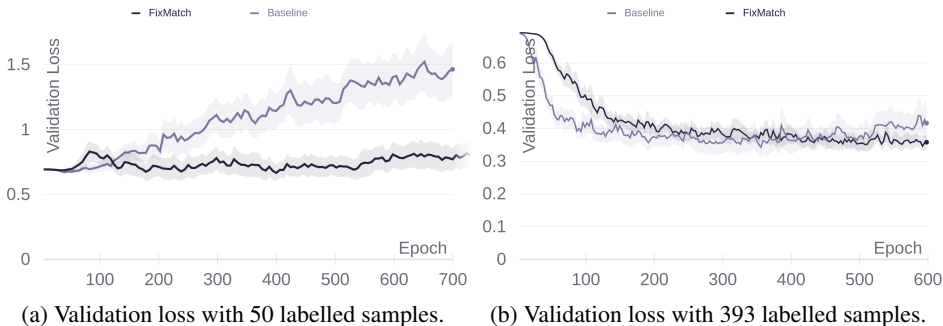 FixMatch Baseline
Validation Loss
1.5
1
0.5
0
Epoch
100 200 300 400 500 600 700
(a) Validation loss with 50 labelled samples.
Baseline FixMatch
Validation Loss
0.6
0.5
0.4
0.3
0.2
0.1
0
Epoch
100 200 300 400 500 600
(b) Validation loss with 393 labelled samples.